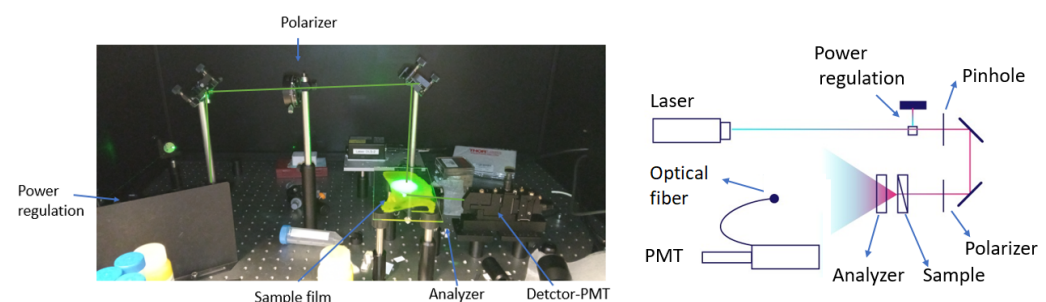 Polarizer
Power
regulation
Sample film
Analyzer
Detctor-PMT
Power
regulation
Pinhole
Laser
Optical
fiber
PMT
Analyzer
Sample
Polarizer